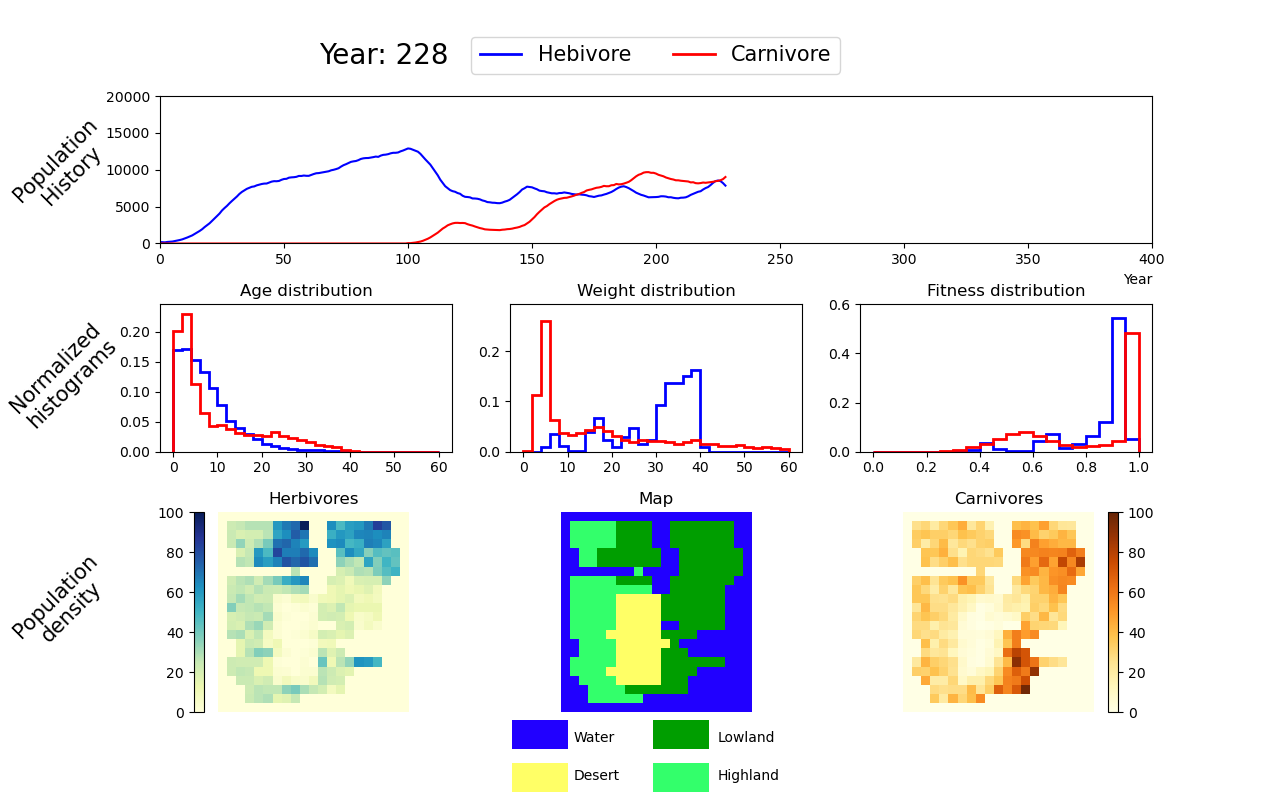 Year: 228
Hebivore
Carnivore
Population
History
20000
15000
10000
5000
0
0 50 100 150 200 250 300 350 400
Year
Normalized
histograms
Age distribution
0.20
0.15
0.10
0.05
0.00
0 10 20 30 40 50 60
Weight distribution
0.2
0.1
0.0
0 10 20 30 40 50 60
Fitness distribution
0.6
0.4
0.2
0.0
0.0 0.2 0.4 0.6 0.8 1.0
Population
density
Herbivores
100
80
60
40
20
0
Map
Carnivores
100
80
60
40
20
0
Water
Lowland
Desert
Highland